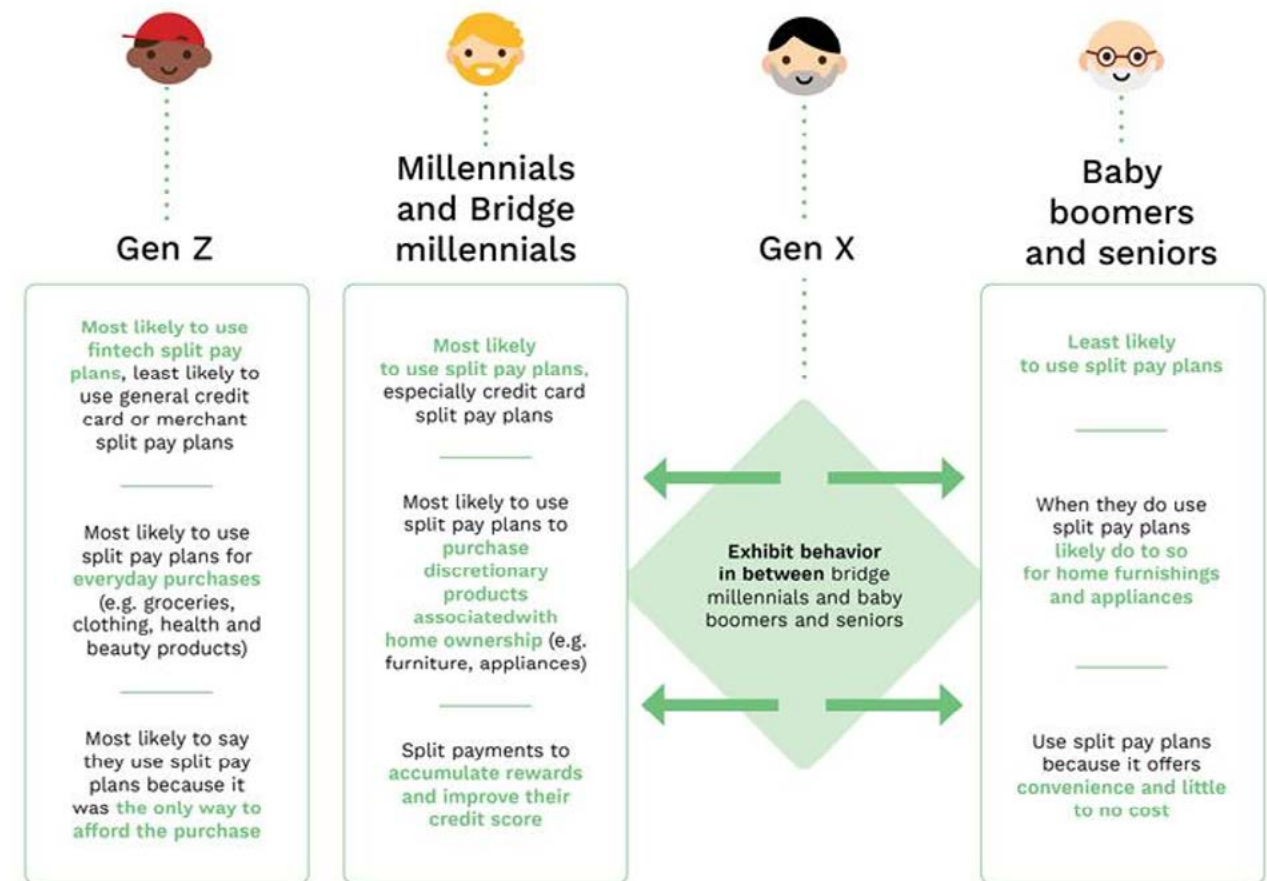 Gen Z
Most likely to use
fintech split pay
plans, least likely to
use general credit
card or merchant
split pay plans
Most likely to use
split pay plans for
everyday purchases
(e.g. groceries,
clothing, health and
beauty products)
Most likely to say
they use split pay
plans because it
was the only way to
afford the purchase
Millennials
and Bridge
millennials
Most likely
to use split pay plans,
especially credit card
split pay plans
Most likely to use
split pay plans to
purchase
discretionary
products
associatedwith
home ownership (e.g.
furniture, appliances)
Split payments to
accumulate rewards
and improve their
credit score
Gen X
Exhibit behavior
in between bridge
millennials and baby
boomers and seniors
Baby
boomers
and seniors
Least likely
to use split pay plans
When they do use
split pay plans
likely do to so
for home furnishings
and appliances
Use split pay plans
because it offers
convenience and little
to no cost